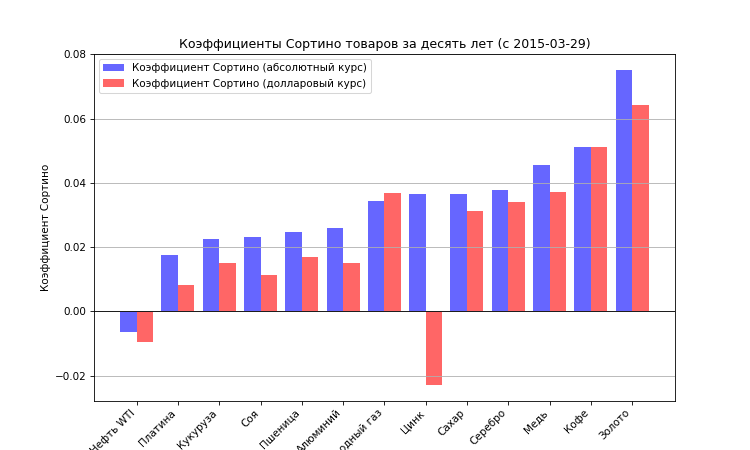 Коэффициенты Сортино товаров за десять лет (с 2015-03-29)
Коэффициент Сортино (абсолютный курс)
Коэффициент Сортино (долларовый курс)
Коэффициент Сортино
0.08
0.06
0.04
0.02
0.00
−0.02
Нефть WTI
Платина
Кукуруза
Соя
Пшеница
Алюминий
газ
Цинк
Сахар
Серебро
Медь
Кофе
Золото